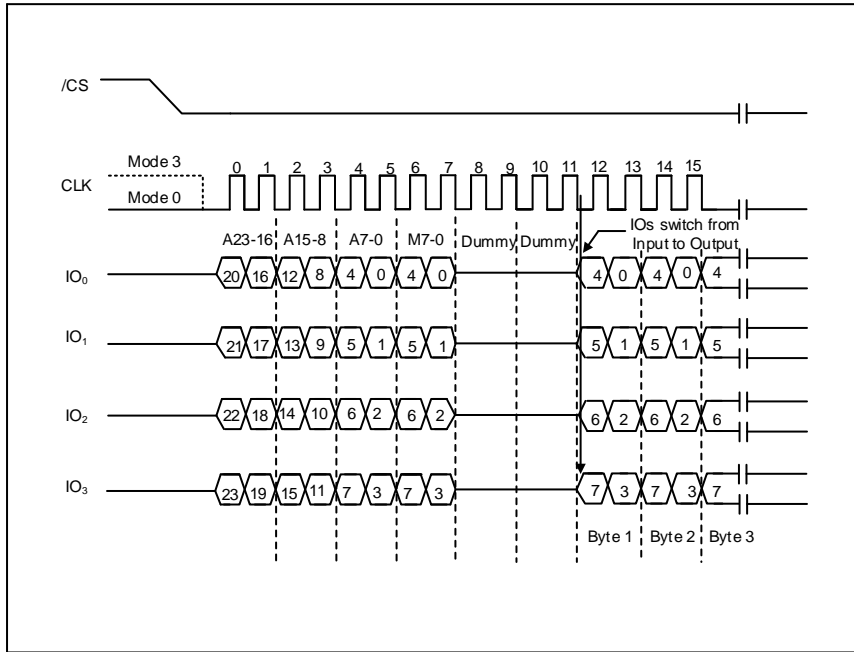 /CS
Mode 3
CLK
Mode 0
0 1 2 3 4 5 6 7 8 9 10 11 12 13 14 15
A23-16 A15-8 A7-0 M7-0 Dummy Dummy
IOs switch from
Input to Output
IO₀ 20 16 12 8 4 0 4 0 4 0 4 0 4
IO₁ 21 17 13 9 5 1 5 1 5 1 5 1 5
IO₂ 22 18 14 10 6 2 6 2 6 2 6 2 6
IO₃ 23 19 15 11 7 3 7 3 7 3 7 3 7
Byte 1 Byte 2 Byte 3